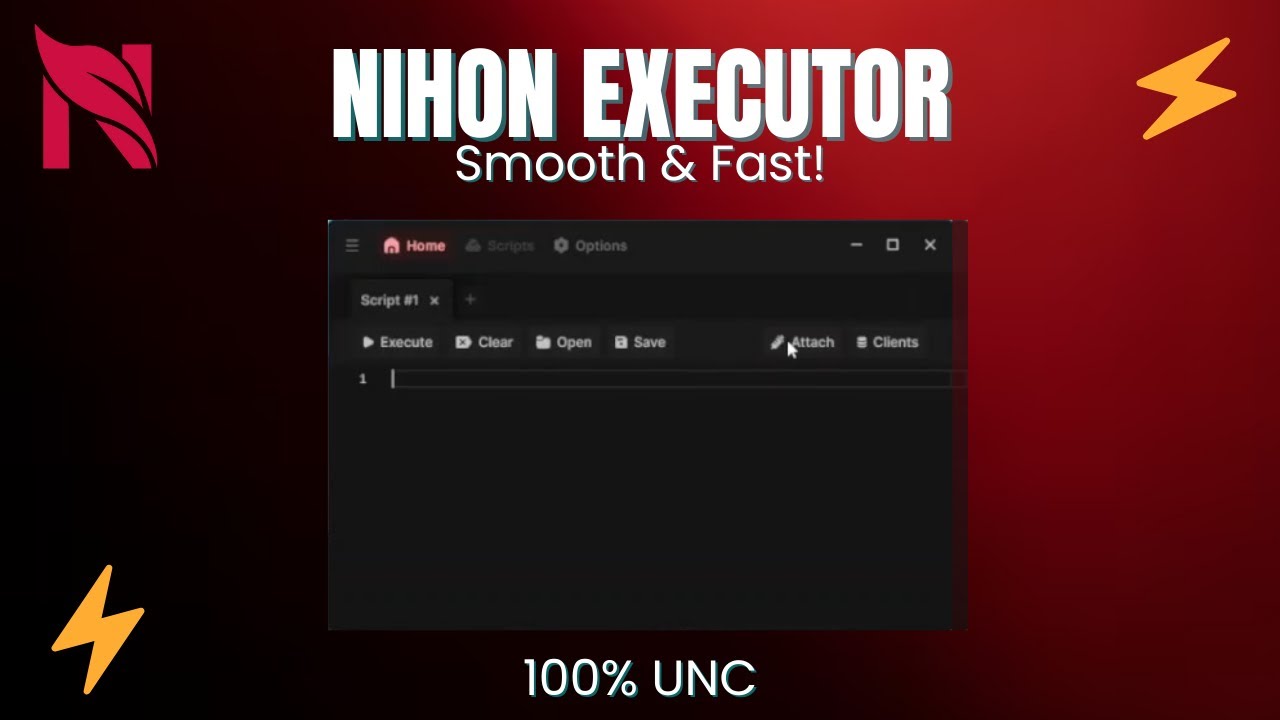 N
NIHON EXECUTOR
Smooth & Fast!
Home Scripts Options
Script #1
Execute Clear Open Save Attach Clients
1
100% UNC